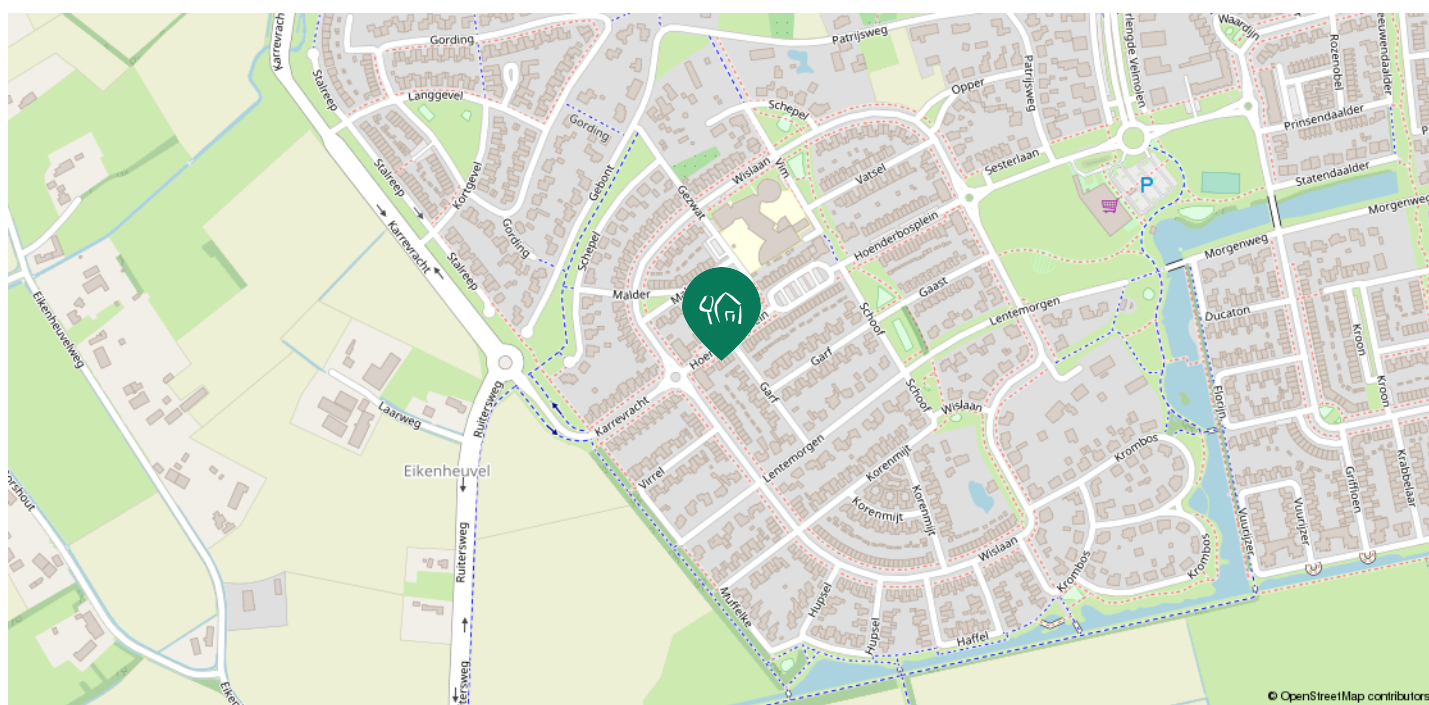 Karrevracht
Gording
Stalreep
Langgevel
Gording
Patrijsweg
Opper
Patrijsweg
Schepel
Waardijn
Rozenobel
Prinsendaalder
Statendaalder
Sesterlaan
Vim
Wislaan
Vatsel
P
Stalreep
Kortgevel
Gebont
Gezwat
Gording
Schepel
Hoenderbosplein
Morgenweg
Morgenweg
Karrevracht
Stalreep
Malder
Gaast
Lentemorgen
Schoof
Ducaton
Eikenheuvelweg
Garf
Kroon
Garf
Laarweg
Ruitersweg
Karrevracht
Schoof
Wislaan
Florijn
Kroon
Eikenheuvel
Virrel
Lentemorgen
Korenmijt
Krombos
Griffioen
Krabbelaar
Korenmijt
Korenmijt
Vuurijzer
Vuurijzer
Ruitersweg
Wislaan
Krombos
Krombos
Muffelke
Hupsel
Hupsel
Haffel
© OpenStreetMap contributors